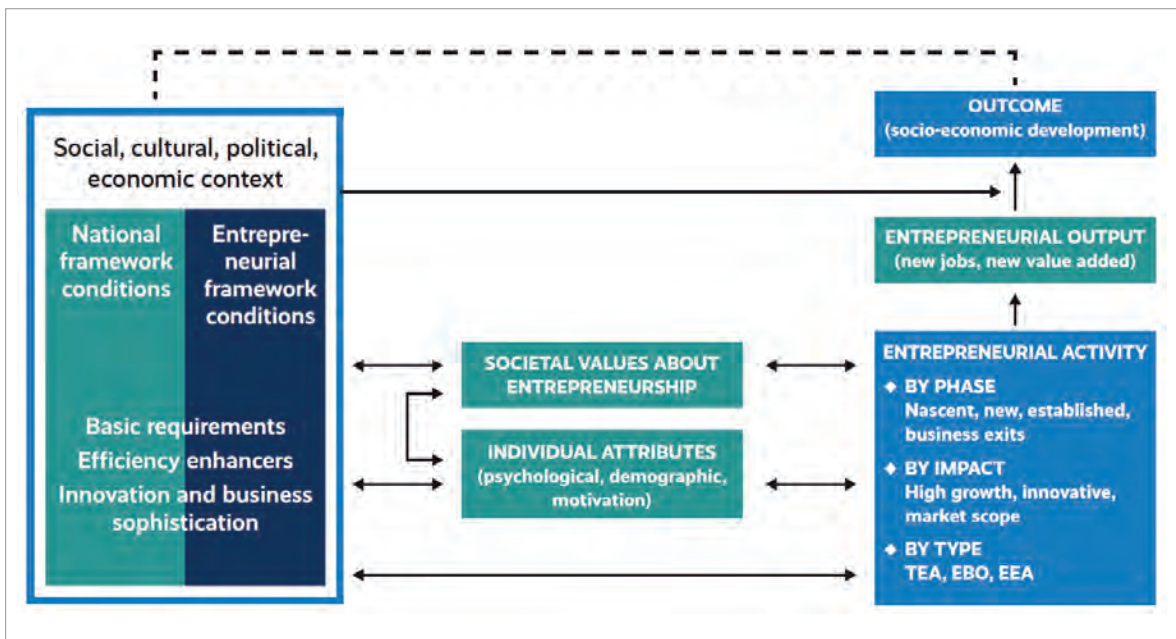 Social, cultural, political,
economic context
National
framework
conditions
Entrepre-
neurial
framework
conditions
Basic requirements
Efficiency enhancers
Innovation and business
sophistication
SOCIETAL VALUES ABOUT
ENTREPRENEURSHIP
INDIVIDUAL ATTRIBUTES
(psychological, demographic,
motivation)
OUTCOME
(socio-economic development)
ENTREPRENEURIAL OUTPUT
(new jobs, new value added)
ENTREPRENEURIAL ACTIVITY
◆ BY PHASE
Nascent, new, established,
business exits
◆ BY IMPACT
High growth, innovative,
market scope
◆ BY TYPE
TEA, EBO, EEA